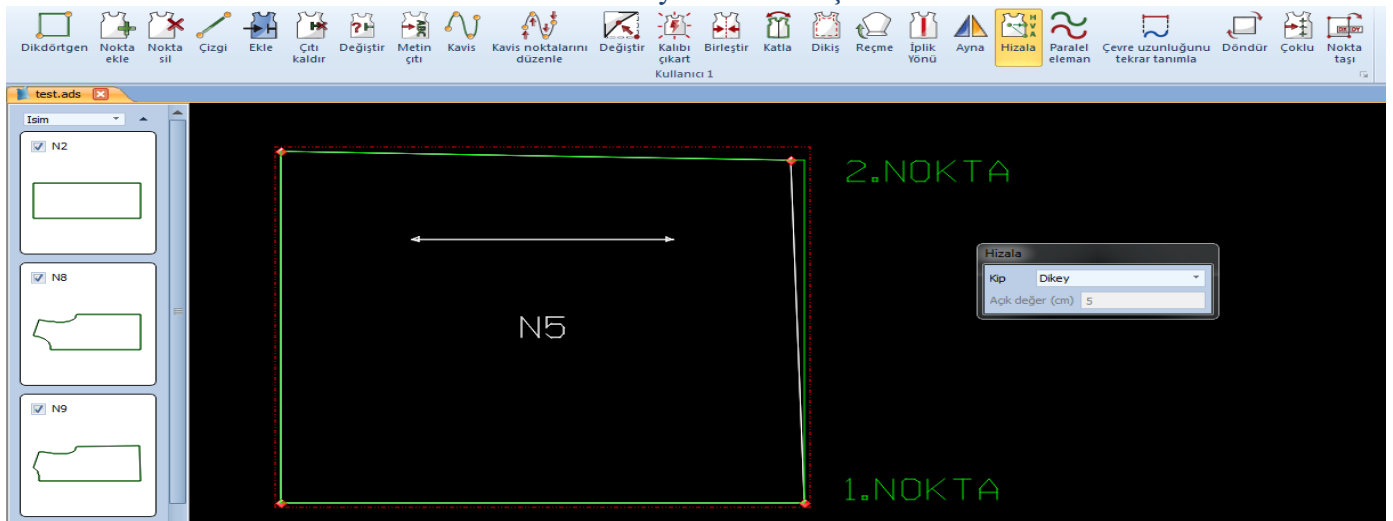 Dikdörtgen Nokta ekle Nokta sil Çizgi Ekle Çıtı kaldır Değiştir Metin çıtı Kavis Kavis noktalarını düzenle Değiştir Kalıbı çıkart Birleştir Katla Dikiş Reçme İplik Yönü Ayna Hizala Paralel eleman Çevre uzunluğunu tekrar tanımla Döndür Çoklu Nokta taşı
Kullanıcı 1
test.ads
Isim
N2
N8
N9
N5
2.NOKTA
Hizala
Kip Dikey
Açık değer (cm) 5
1.NOKTA